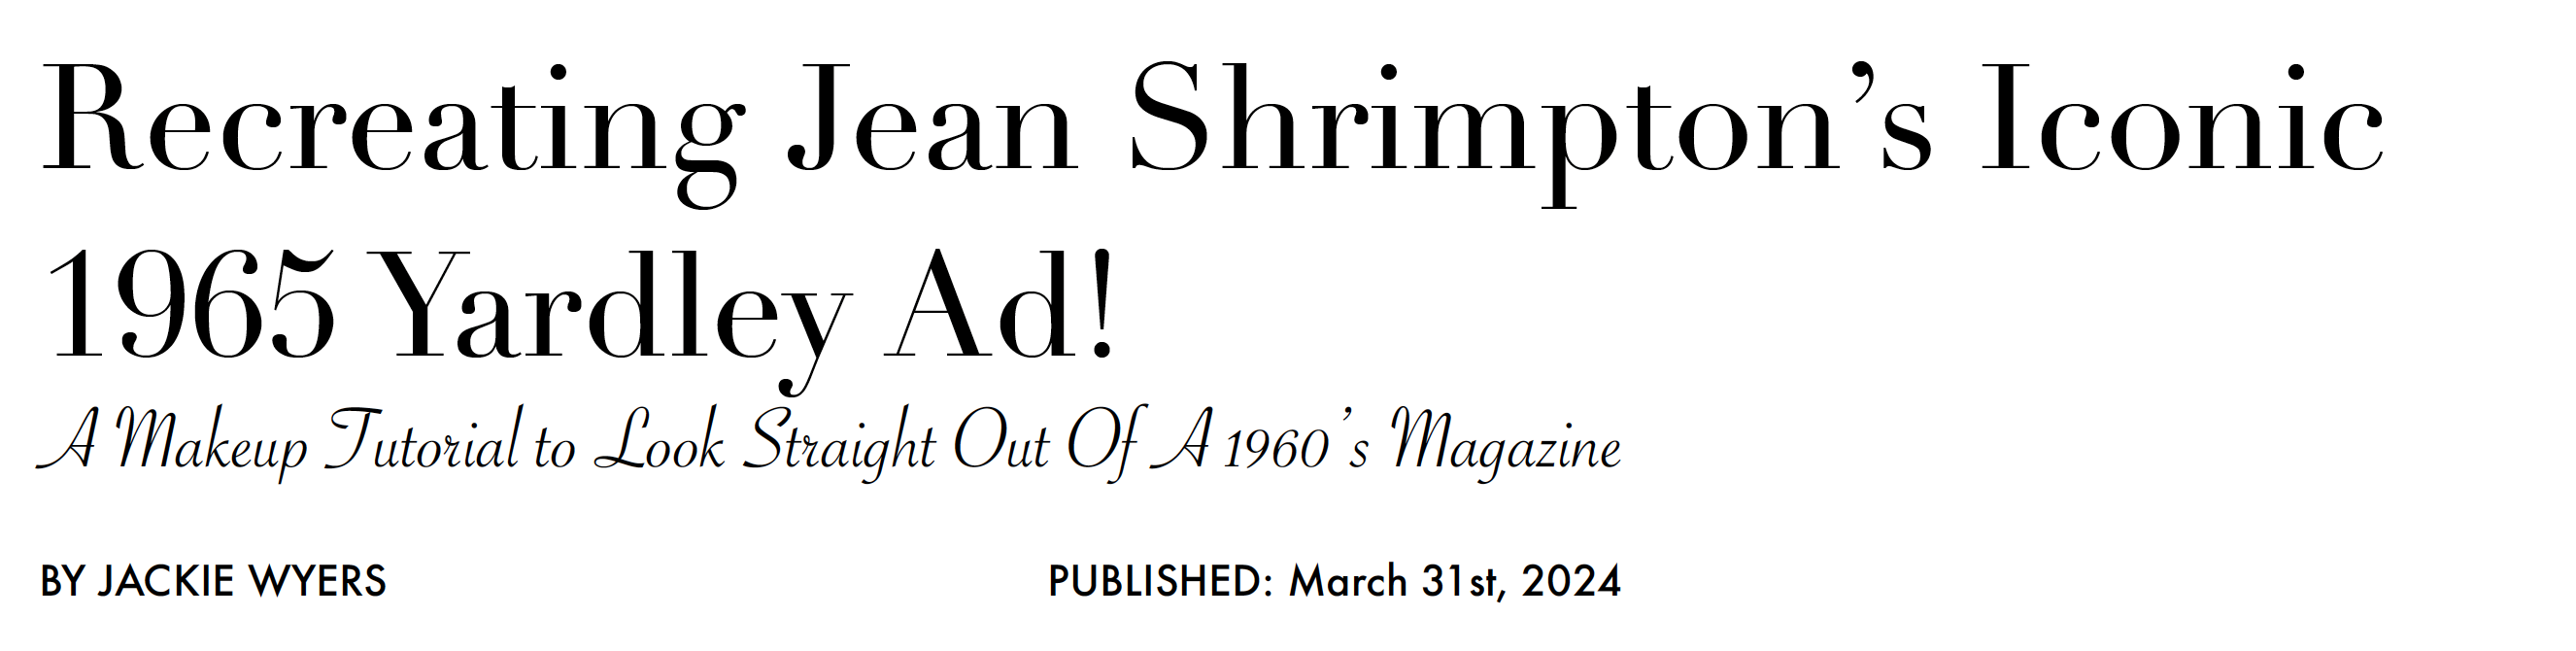 Recreating Jean Shrimpton’s Iconic
1965 Yardley Ad!
A Makeup Tutorial to Look Straight Out Of A 1960's Magazine
BY JACKIE WYERS
PUBLISHED: March 31st, 2024